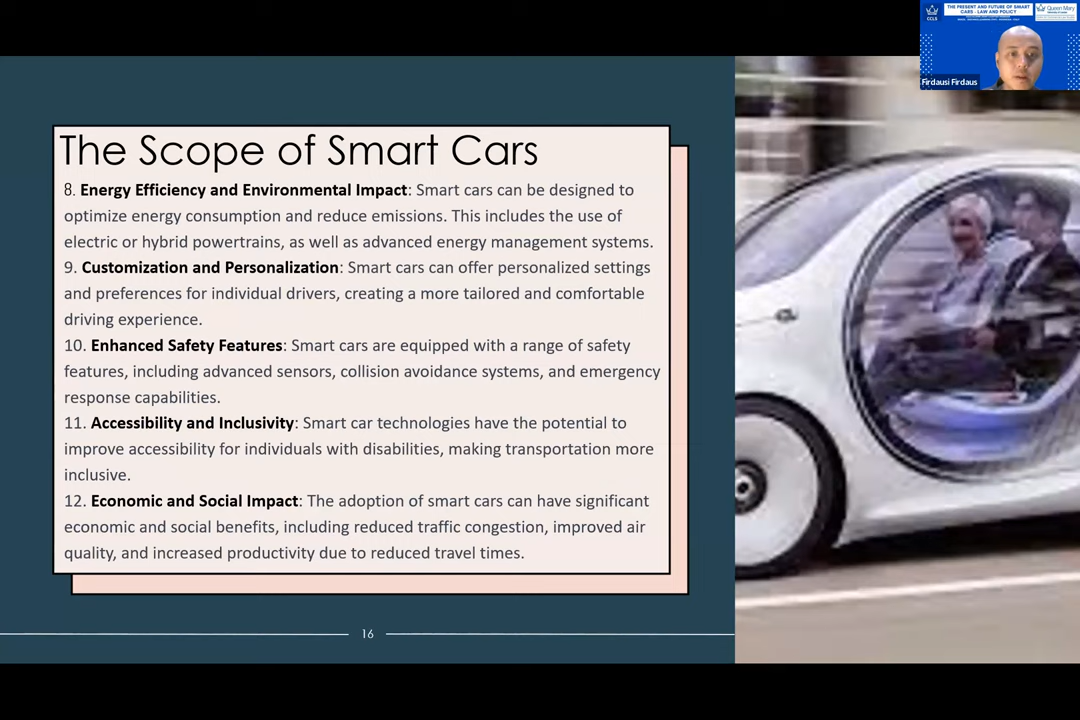 THE PRESENT AND FUTURE OF SMART
CARS - LAW AND POLICY
CCLS
Queen Mary
Firdausi Firdaus
The Scope of Smart Cars
8. Energy Efficiency and Environmental Impact: Smart cars can be designed to
optimize energy consumption and reduce emissions. This includes the use of
electric or hybrid powertrains, as well as advanced energy management systems.
9. Customization and Personalization: Smart cars can offer personalized settings
and preferences for individual drivers, creating a more tailored and comfortable
driving experience.
10. Enhanced Safety Features: Smart cars are equipped with a range of safety
features, including advanced sensors, collision avoidance systems, and emergency
response capabilities.
11. Accessibility and Inclusivity: Smart car technologies have the potential to
improve accessibility for individuals with disabilities, making transportation more
inclusive.
12. Economic and Social Impact: The adoption of smart cars can have significant
economic and social benefits, including reduced traffic congestion, improved air
quality, and increased productivity due to reduced travel times.
16